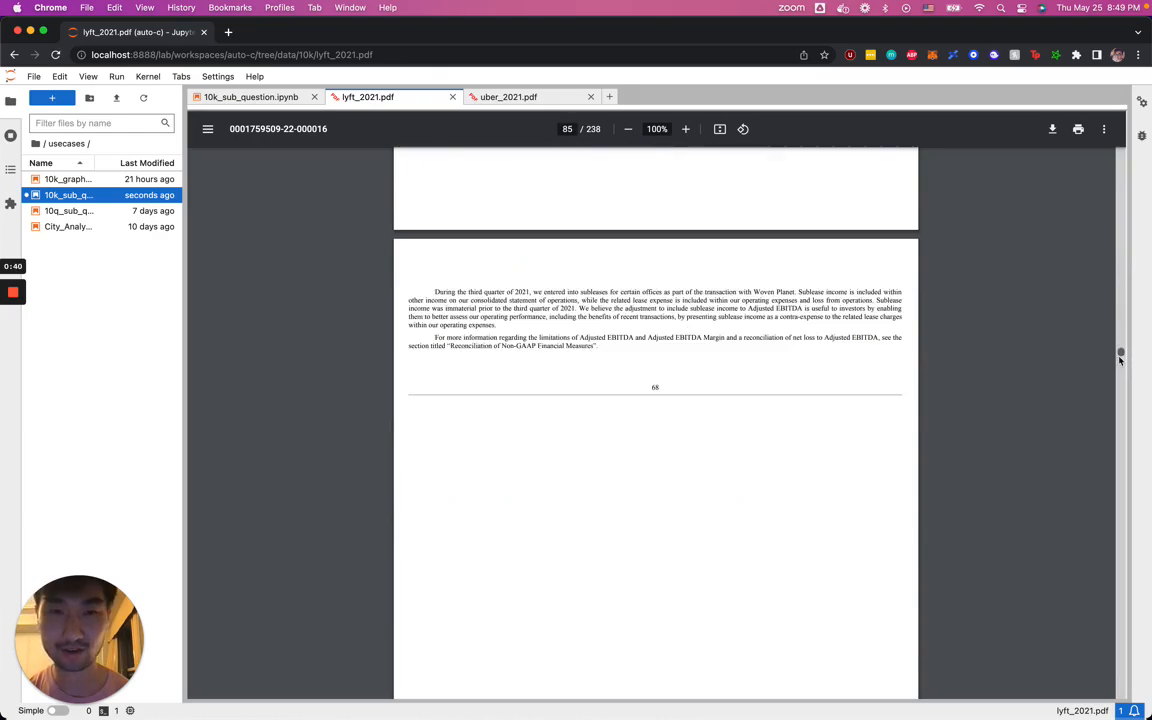 Chrome File Edit View History Bookmarks Profiles Tab Window Help zoom Thu May 25 8:49 PM
lyft_2021.pdf (auto-c) - Jupyte
localhost:8888/lab/workspaces/auto-c/tree/data/10k/lyft_2021.pdf
File Edit View Run Kernel Tabs Settings Help
10k_sub_question.ipynb lyft_2021.pdf uber_2021.pdf
Filter files by name
/ usecases /
Name Last Modified
10k_graph... 21 hours ago
10k_sub_q... seconds ago
10q_sub_q... 7 days ago
City_Analy... 10 days ago
0:40
0001759509-22-000016 85 / 238 100%
During the third quarter of 2021, we entered into subleases for certain offices as part of the transaction with Woven Planet. Sublease income is included within
other income on our consolidated statement of operations, while the related lease expense is included within our operating expenses and loss from operations. Sublease
income was immaterial prior to the third quarter of 2021. We believe the adjustment to include sublease income to Adjusted EBITDA is useful to investors by enabling
them to better assess our operating performance, including the benefits of recent transactions, by presenting sublease income as a contra-expense to the related lease charges
within our operating expenses.
For more information regarding the limitations of Adjusted EBITDA and Adjusted EBITDA Margin and a reconciliation of net loss to Adjusted EBITDA, see the
section titled “Reconciliation of Non-GAAP Financial Measures”.
68
Simple 0 1 lyft_2021.pdf 1